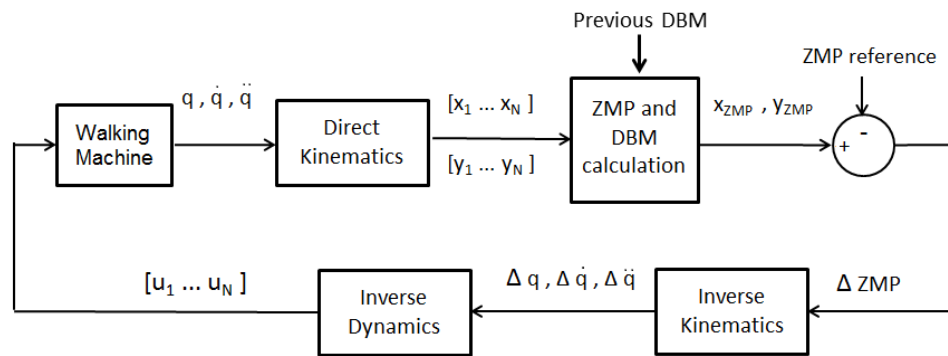 Previous DBM
ZMP reference
q , q̇ , q̈
[x₁ ... x_N ]
x_ZMP , y_ZMP
Walking
Machine
Direct
Kinematics
[y₁ ... y_N ]
ZMP and
DBM
calculation
-
+
[u₁ ... u_N ]
Δ q , Δ q̇ , Δ q̈
Δ ZMP
Inverse
Dynamics
Inverse
Kinematics